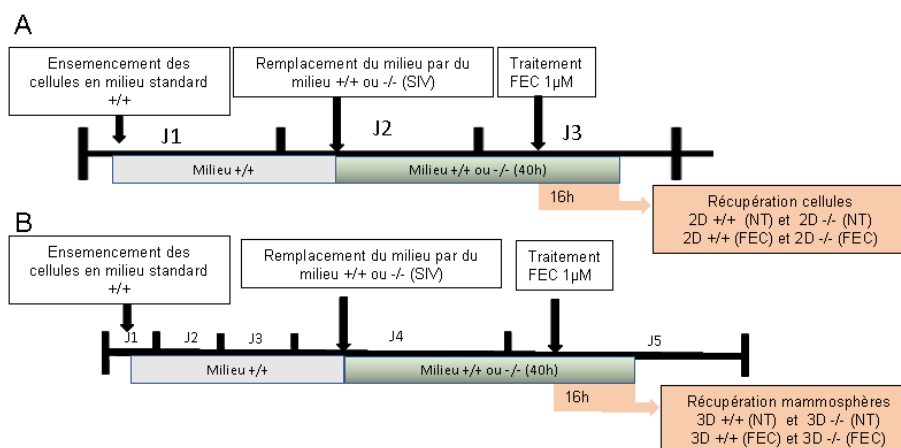 A
Ensemencement des
cellules en milieu standard
+/+
Remplacement du milieu par du
milieu +/+ ou -/- (SIV)
Traitement
FEC 1µM
J1
J2
J3
Milieu +/+
Milieu +/+ ou -/- (40h)
16h
Récupération cellules
2D +/+ (NT) et 2D -/- (NT)
2D +/+ (FEC) et 2D -/- (FEC)
B
Ensemencement des
cellules en milieu standard
+/+
Remplacement du milieu par du
milieu +/+ ou -/- (SIV)
Traitement
FEC 1µM
J1
J2
J3
J4
J5
Milieu +/+
Milieu +/+ ou -/- (40h)
16h
Récupération mammosphères
3D +/+ (NT) et 3D -/- (NT)
3D +/+ (FEC) et 3D -/- (FEC)